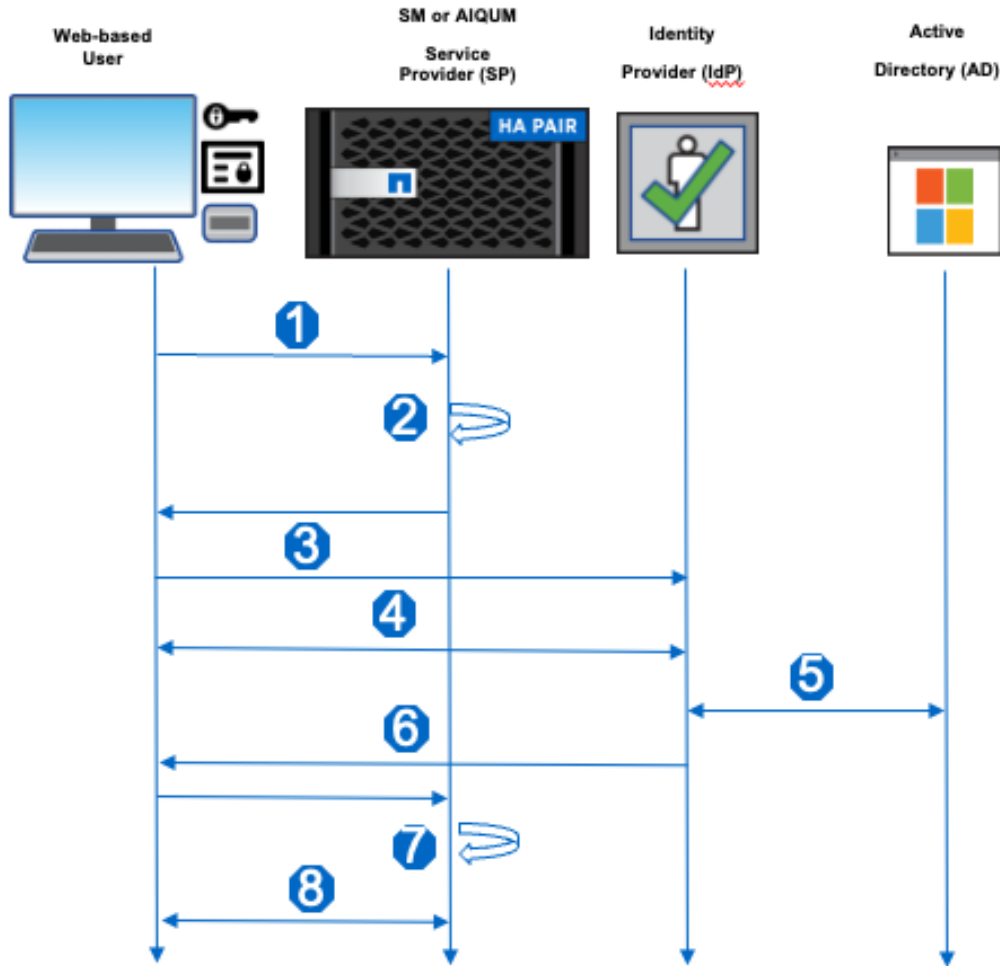 Web-based
User
SM or AIQUM
Service
Provider (SP)
Identity
Provider (IdP)
Active
Directory (AD)
HA PAIR
1
2
3
4
5
6
7
8